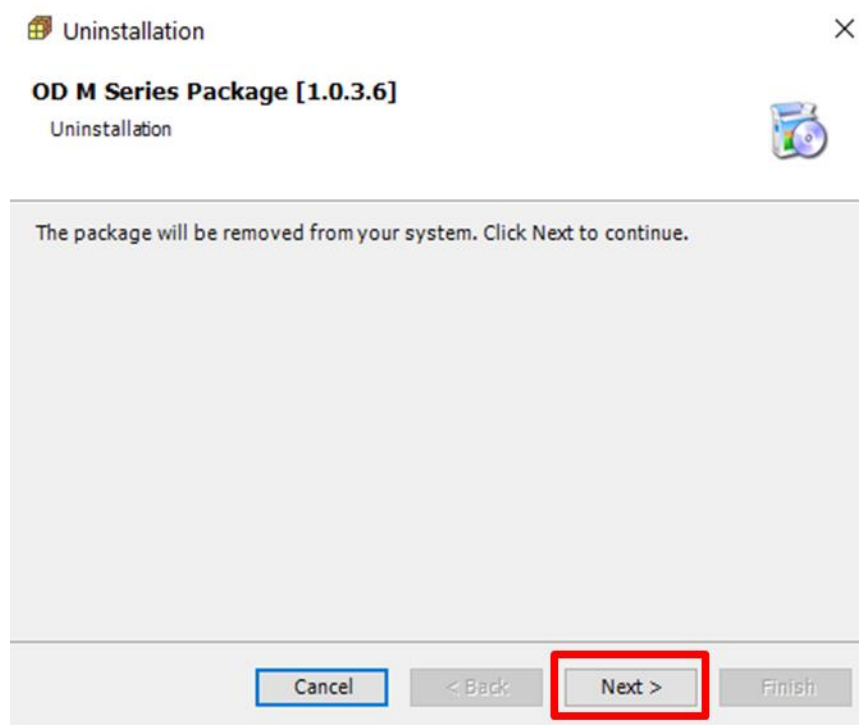 Uninstallation
OD M Series Package [1.0.3.6]
Uninstallation
The package will be removed from your system. Click Next to continue.
Cancel < Back Next > Finish